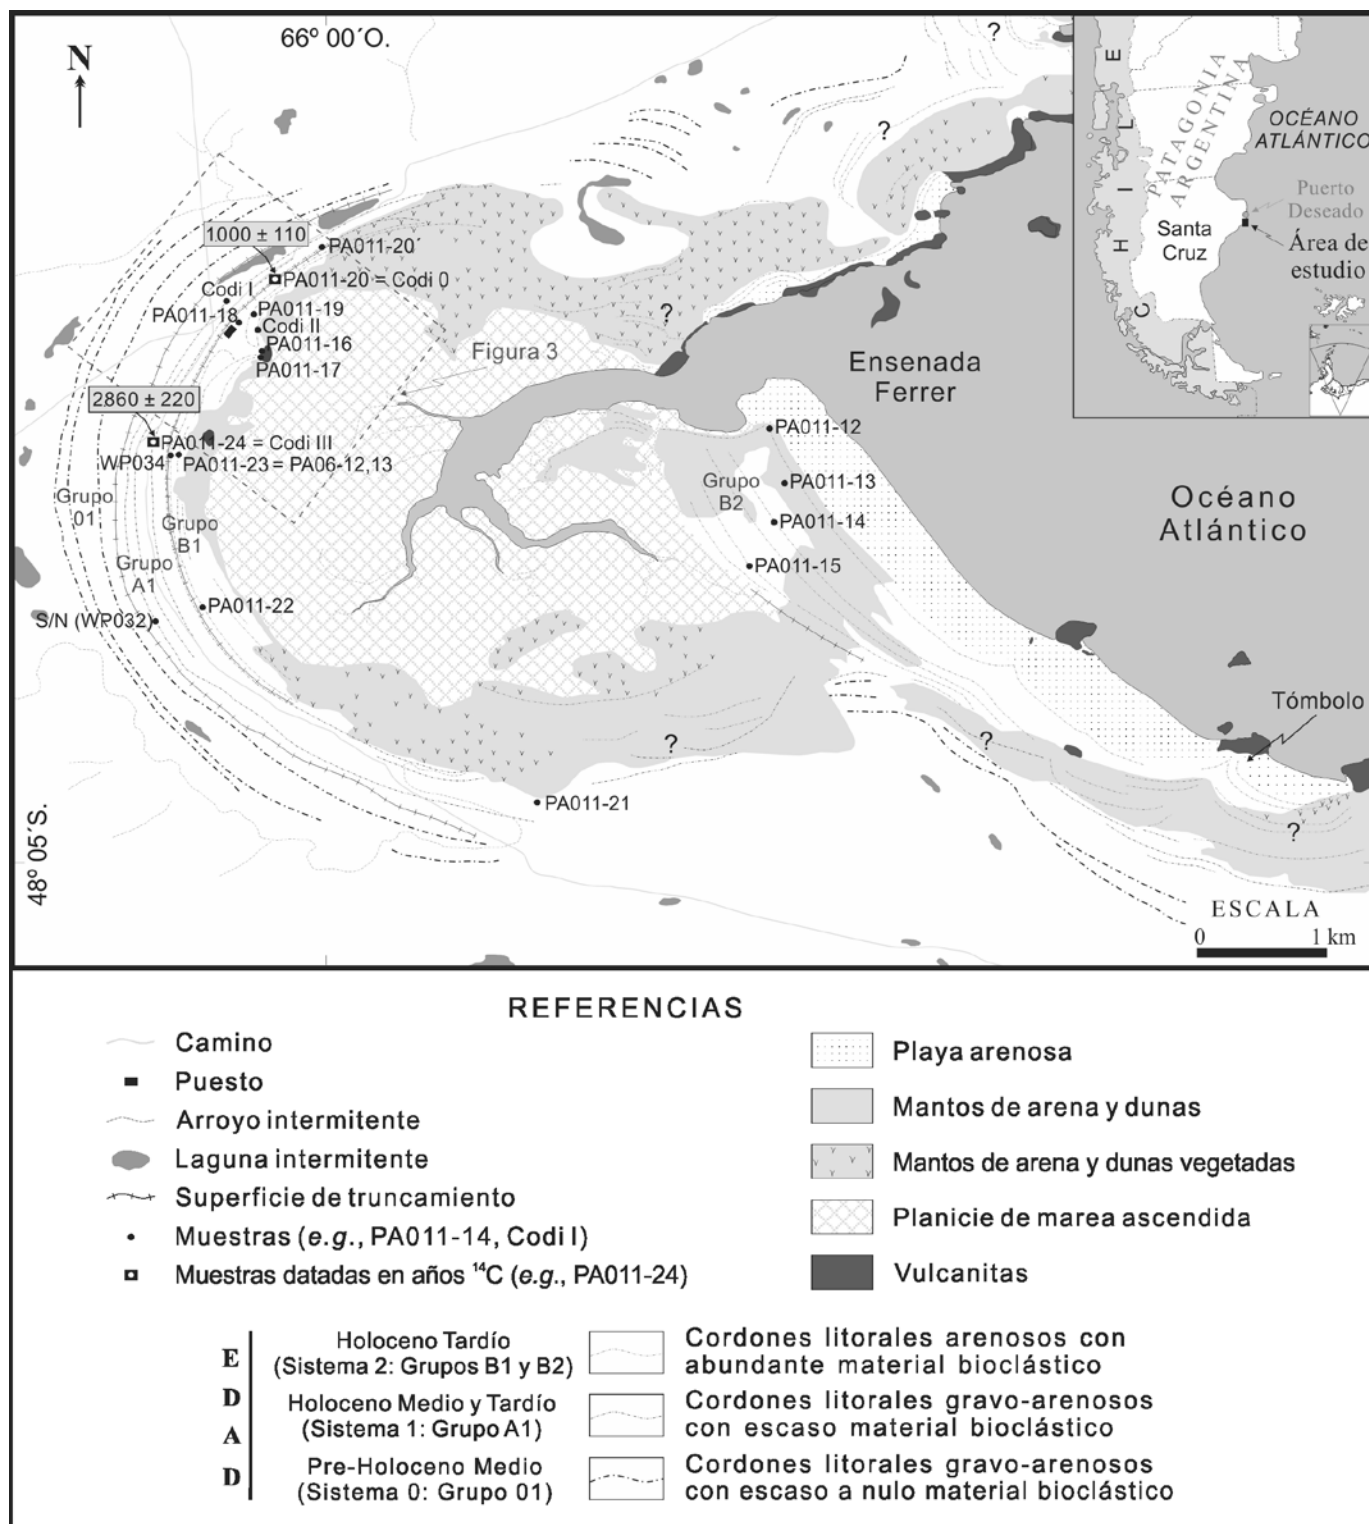 66º 00´O.
N
?
1000 ± 110
PA011-20´
PA011-20 = Codi 0
Codi I
PA011-19
PA011-18
Codi II
PA011-16
PA011-17
Figura 3
2860 ± 220
PA011-24 = Codi III
WP034
PA011-23 = PA06-12,13
Grupo
01
Grupo
B1
Grupo
A1
PA011-22
S/N (WP032)
?
?
Ensenada
Ferrer
PA011-12
Grupo
B2
PA011-13
PA011-14
PA011-15
Océano
Atlántico
?
?
Tómbolo
?
PA011-21
48º 05´S.
ESCALA
0 1 km
CHILE
PATAGONIA
ARGENTINA
OCÉANO
ATLÁNTICO
Puerto
Deseado
Santa
Cruz
Área de
estudio
REFERENCIAS
Camino
Puesto
Arroyo intermitente
Laguna intermitente
Superficie de truncamiento
Muestras (e.g., PA011-14, Codi I)
Muestras datadas en años ¹⁴C (e.g., PA011-24)
Playa arenosa
Mantos de arena y dunas
Mantos de arena y dunas vegetadas
Planicie de marea ascendida
Vulcanitas
EDAD
Holoceno Tardío
(Sistema 2: Grupos B1 y B2)
Cordones litorales arenosos con
abundante material bioclástico
Holoceno Medio y Tardío
(Sistema 1: Grupo A1)
Cordones litorales gravo-arenosos
con escaso material bioclástico
Pre-Holoceno Medio
(Sistema 0: Grupo 01)
Cordones litorales gravo-arenosos
con escaso a nulo material bioclástico